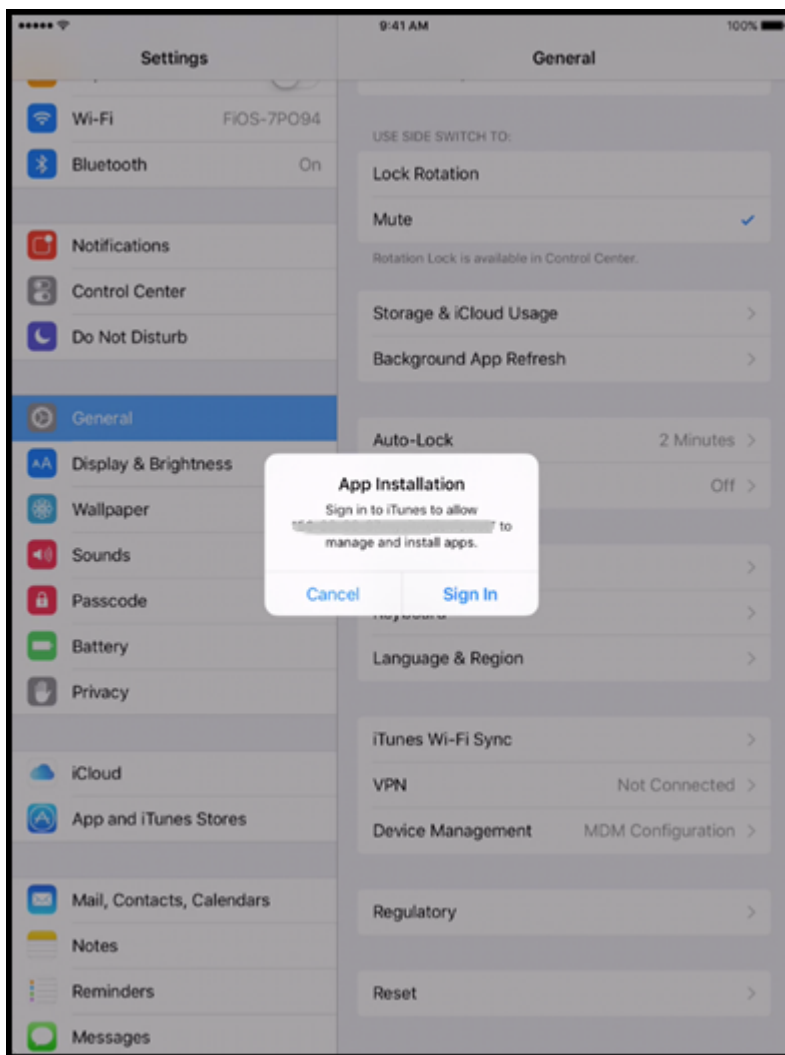 9:41 AM
100%
Settings
General
Wi-Fi
FiOS-7PO94
Bluetooth
On
Notifications
Control Center
Do Not Disturb
General
Display & Brightness
Wallpaper
Sounds
Passcode
Battery
Privacy
iCloud
App and iTunes Stores
Mail, Contacts, Calendars
Notes
Reminders
Messages
USE SIDE SWITCH TO:
Lock Rotation
Mute
Rotation Lock is available in Control Center.
Storage & iCloud Usage
Background App Refresh
Auto-Lock
2 Minutes
Off
Language & Region
iTunes Wi-Fi Sync
VPN
Not Connected
Device Management
MDM Configuration
Regulatory
Reset
App Installation
Sign in to iTunes to allow
to
manage and install apps.
Cancel
Sign In